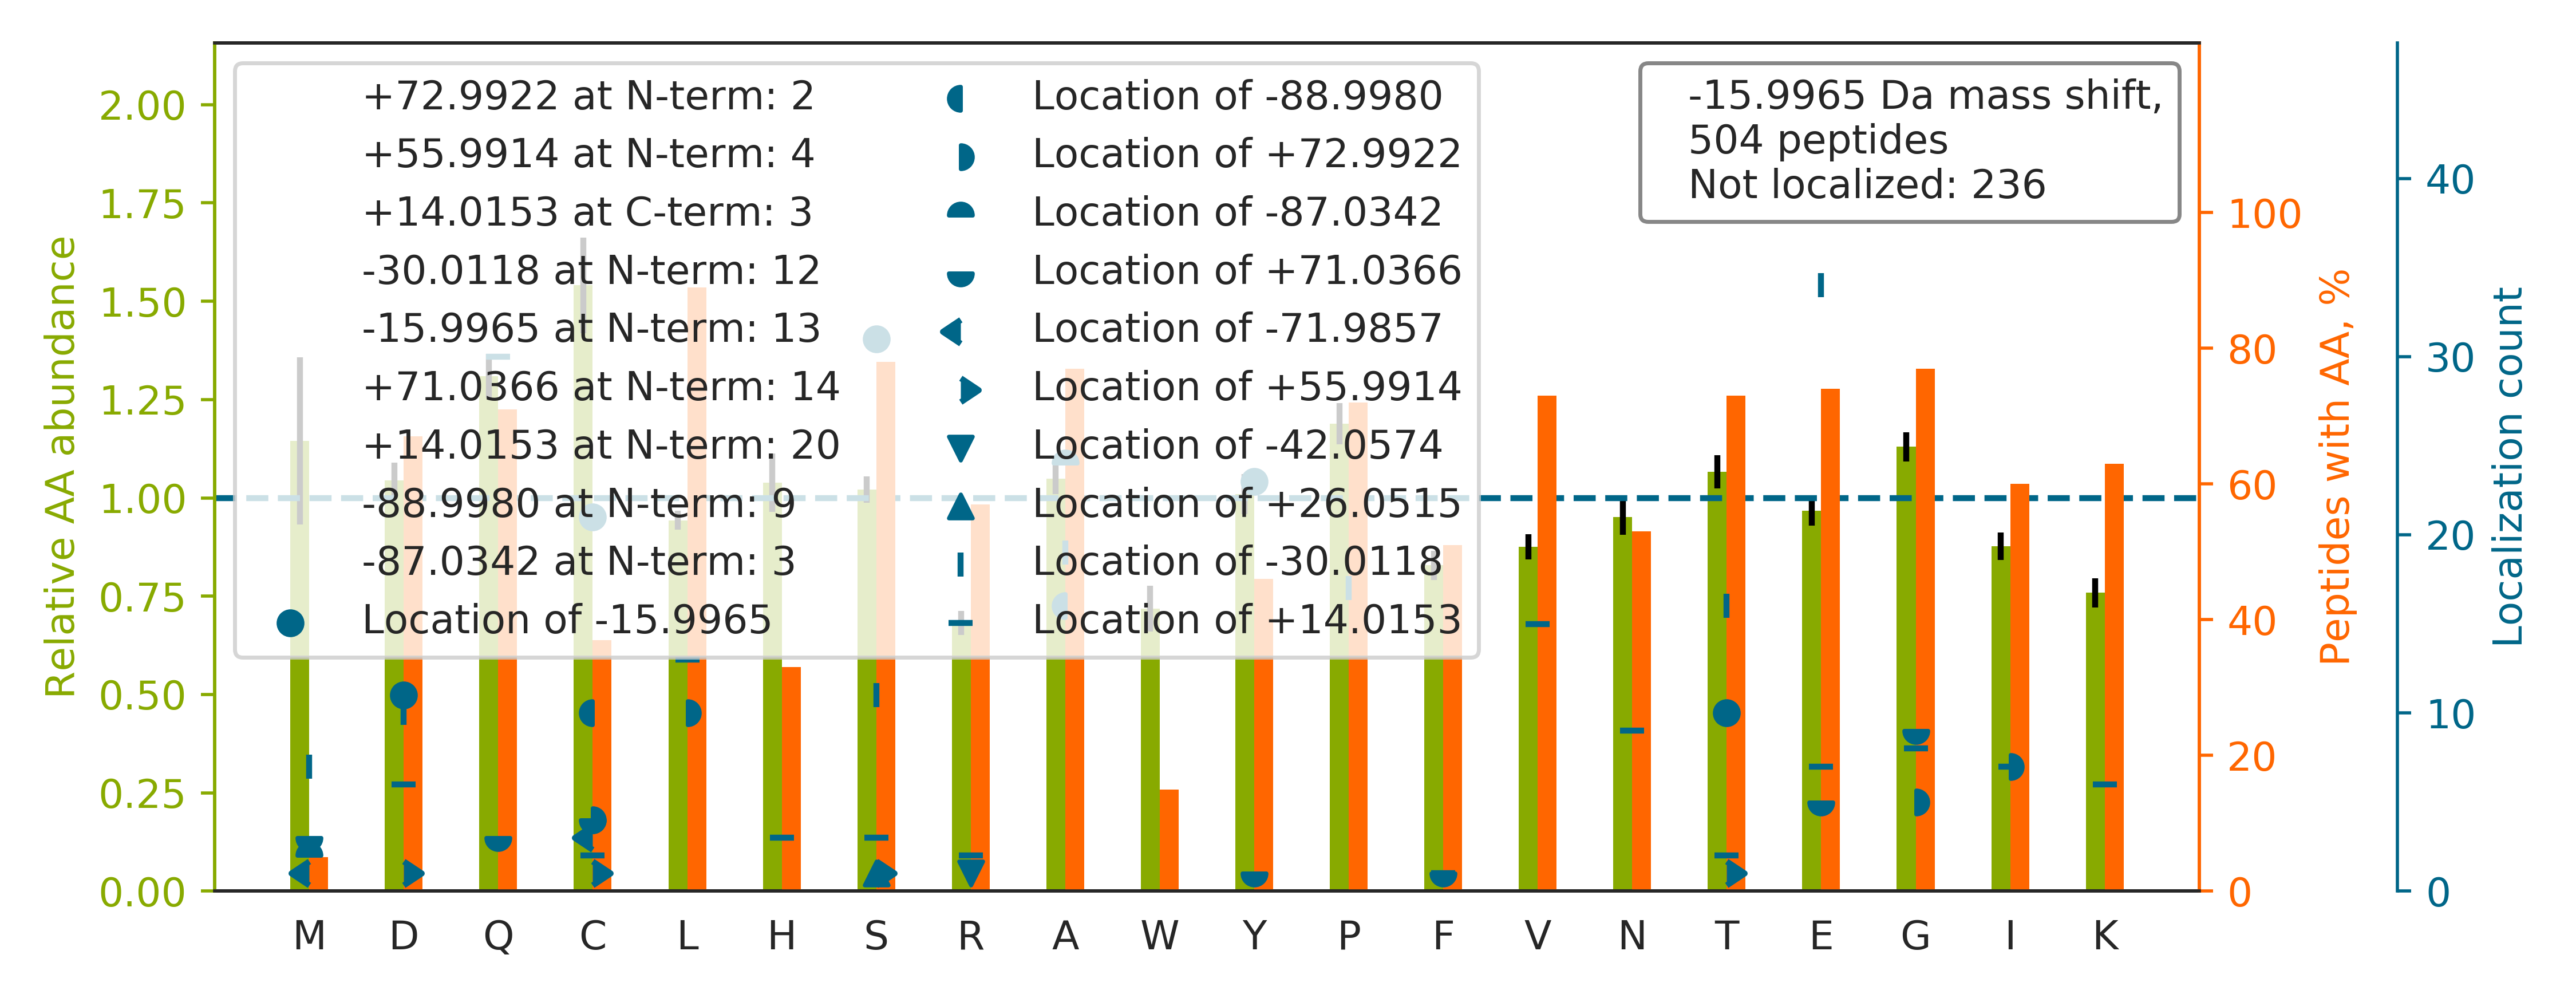 +72.9922 at N-term: 2
+55.9914 at N-term: 4
+14.0153 at C-term: 3
-30.0118 at N-term: 12
-15.9965 at N-term: 13
+71.0366 at N-term: 14
+14.0153 at N-term: 20
-88.9980 at N-term: 9
-87.0342 at N-term: 3
Location of -15.9965
Location of -88.9980
Location of +72.9922
Location of -87.0342
Location of +71.0366
Location of -71.9857
Location of +55.9914
Location of -42.0574
Location of +26.0515
Location of -30.0118
Location of +14.0153
-15.9965 Da mass shift,
504 peptides
Not localized: 236
Relative AA abundance
2.00
1.75
1.50
1.25
1.00
0.75
0.50
0.25
0.00
M D Q C L H S R A W Y P F V N T E G I K
100
80
60
40
20
0
Peptides with AA, %
40
30
20
10
0
Localization count